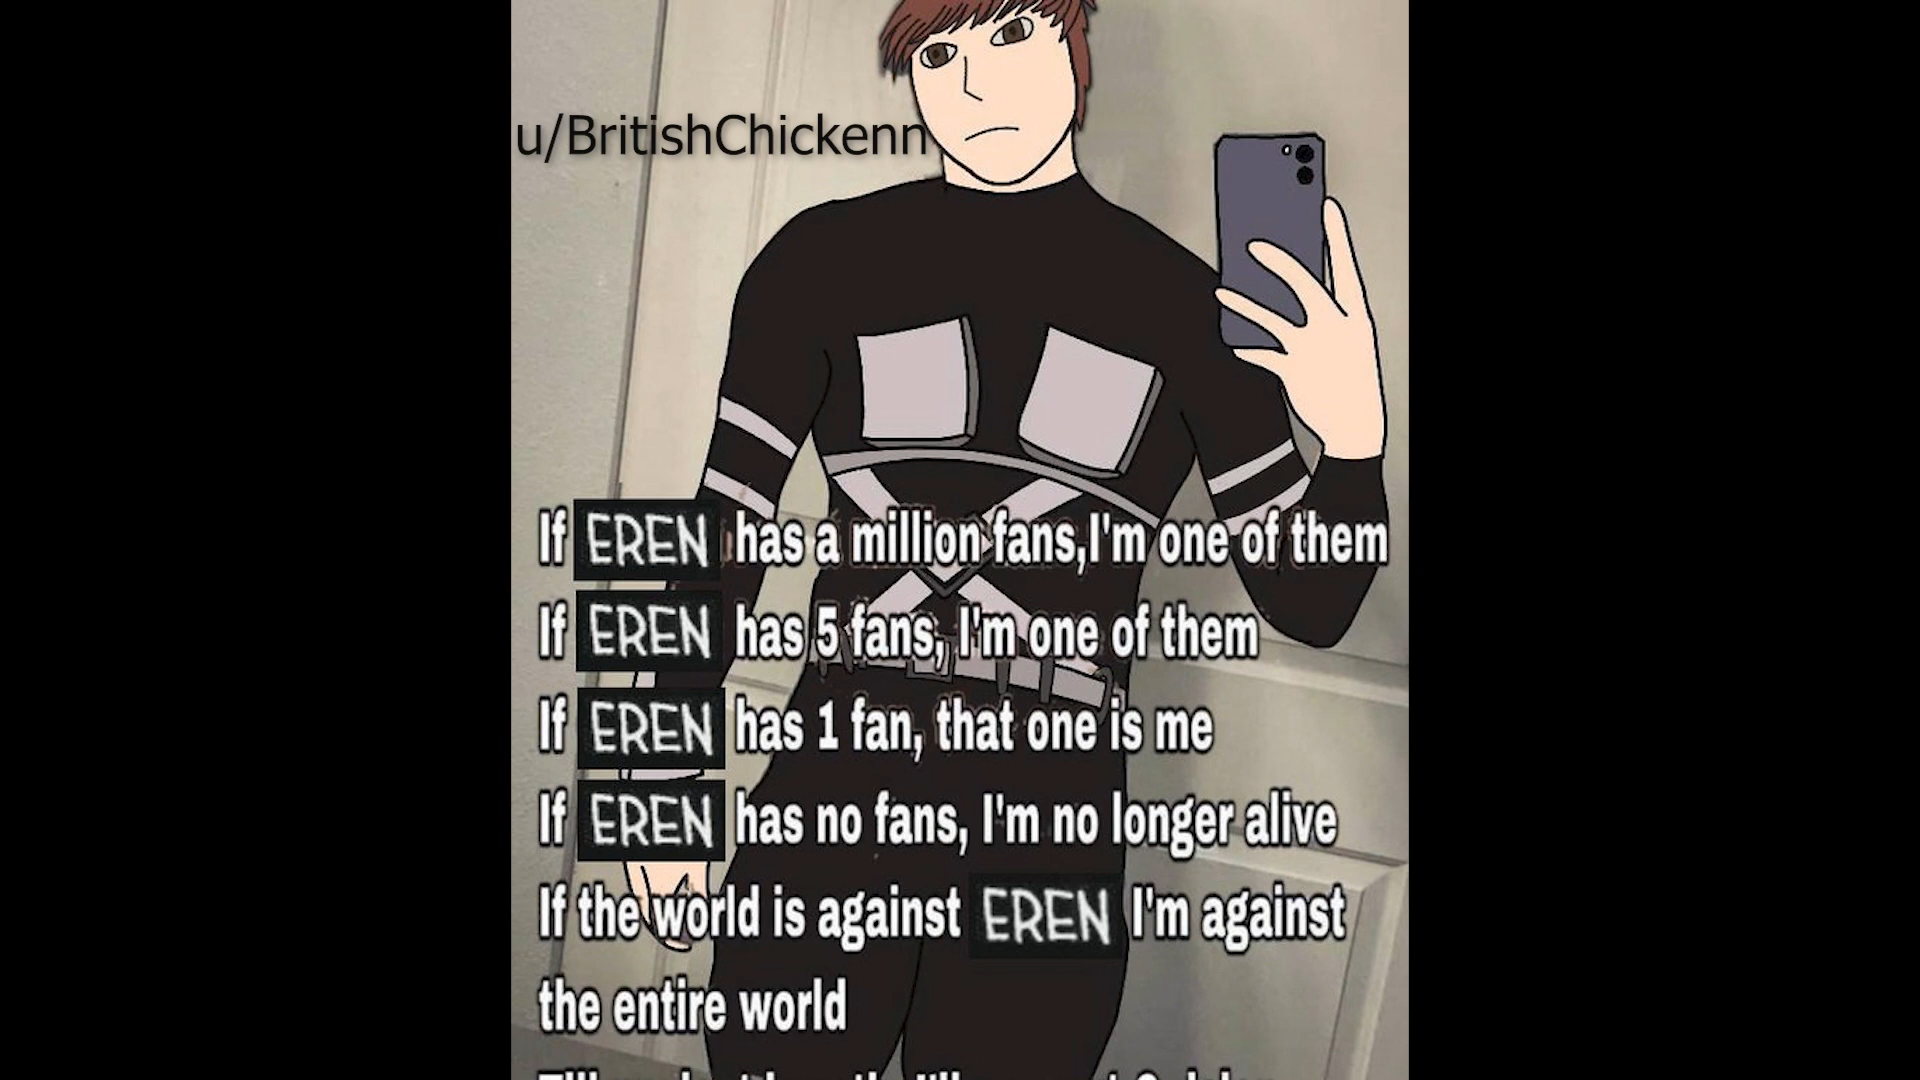 u/BritishChickenn
If EREN has a million fans,I'm one of them
If EREN has 5 fans, I'm one of them
If EREN has 1 fan, that one is me
If EREN has no fans, I'm no longer alive
If the world is against EREN I'm against
the entire world